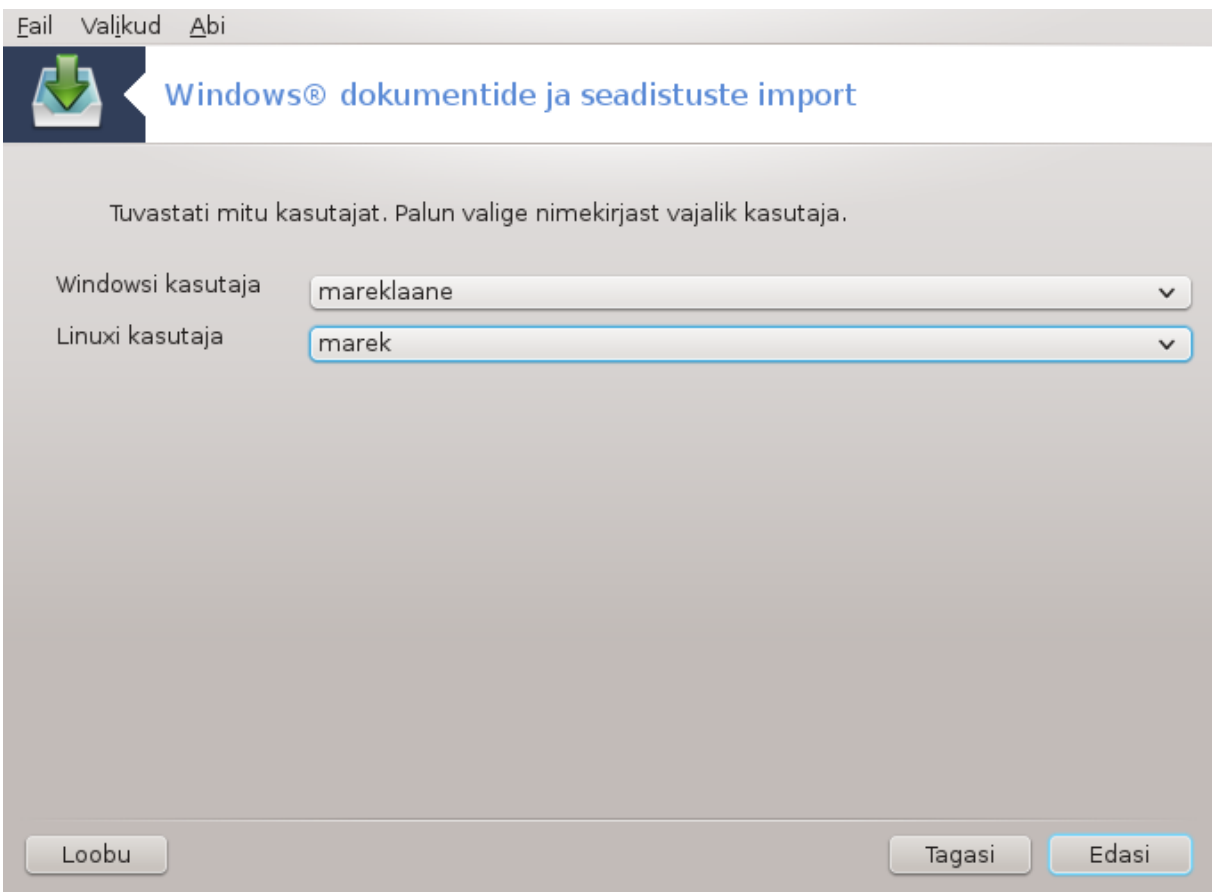 Fail Valikud Abi
Windows® dokumentide ja seadistuste import
Tuvastati mitu kasutajat. Palun valige nimekirjast vajalik kasutaja.
Windowsi kasutaja mareklaane
Linuxi kasutaja marek
Loobu Tagasi Edasi